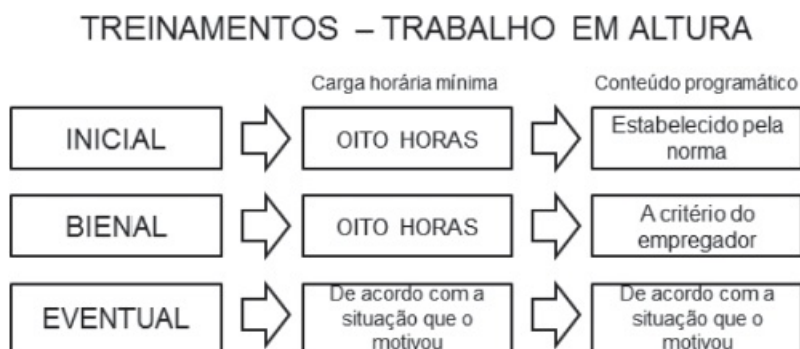 TREINAMENTOS – TRABALHO EM ALTURA
Carga horária mínima
Conteúdo programático
INICIAL
OITO HORAS
Estabelecido pela
norma
BIENAL
OITO HORAS
A critério do
empregador
EVENTUAL
De acordo com a
situação que o
motivou
De acordo com a
situação que o
motivou